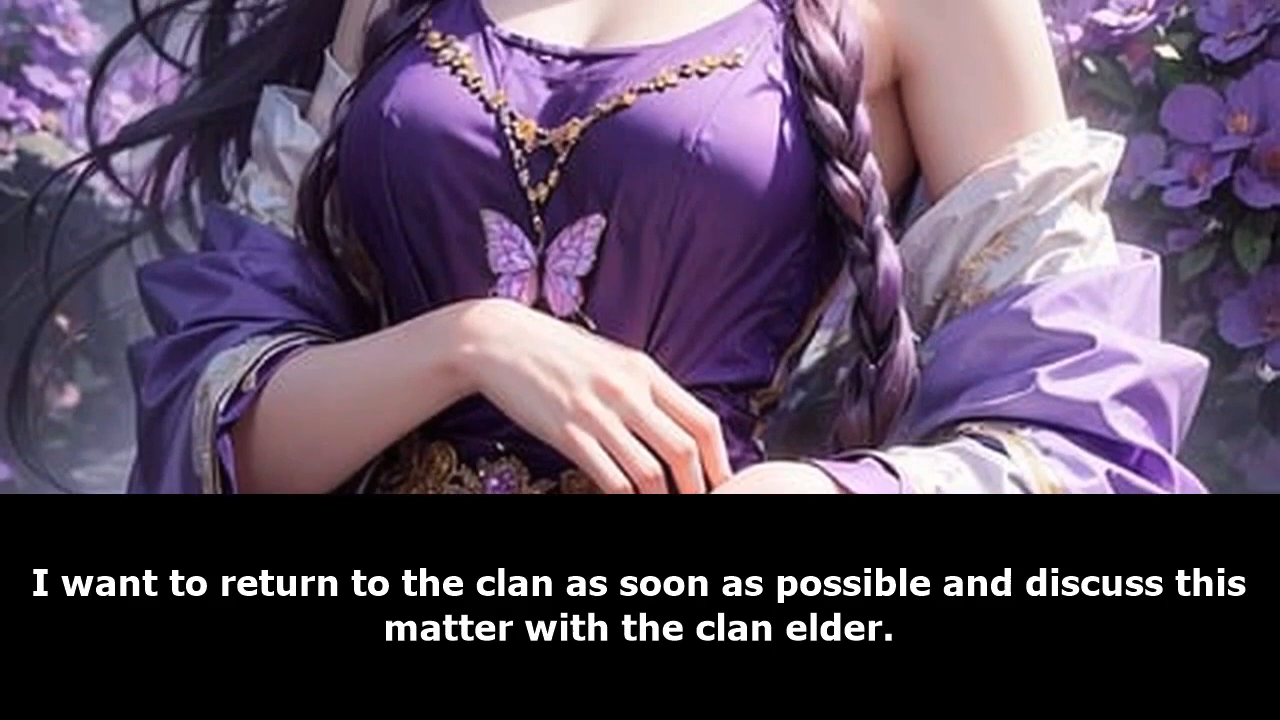 I want to return to the clan as soon as possible and discuss this
matter with the clan elder.